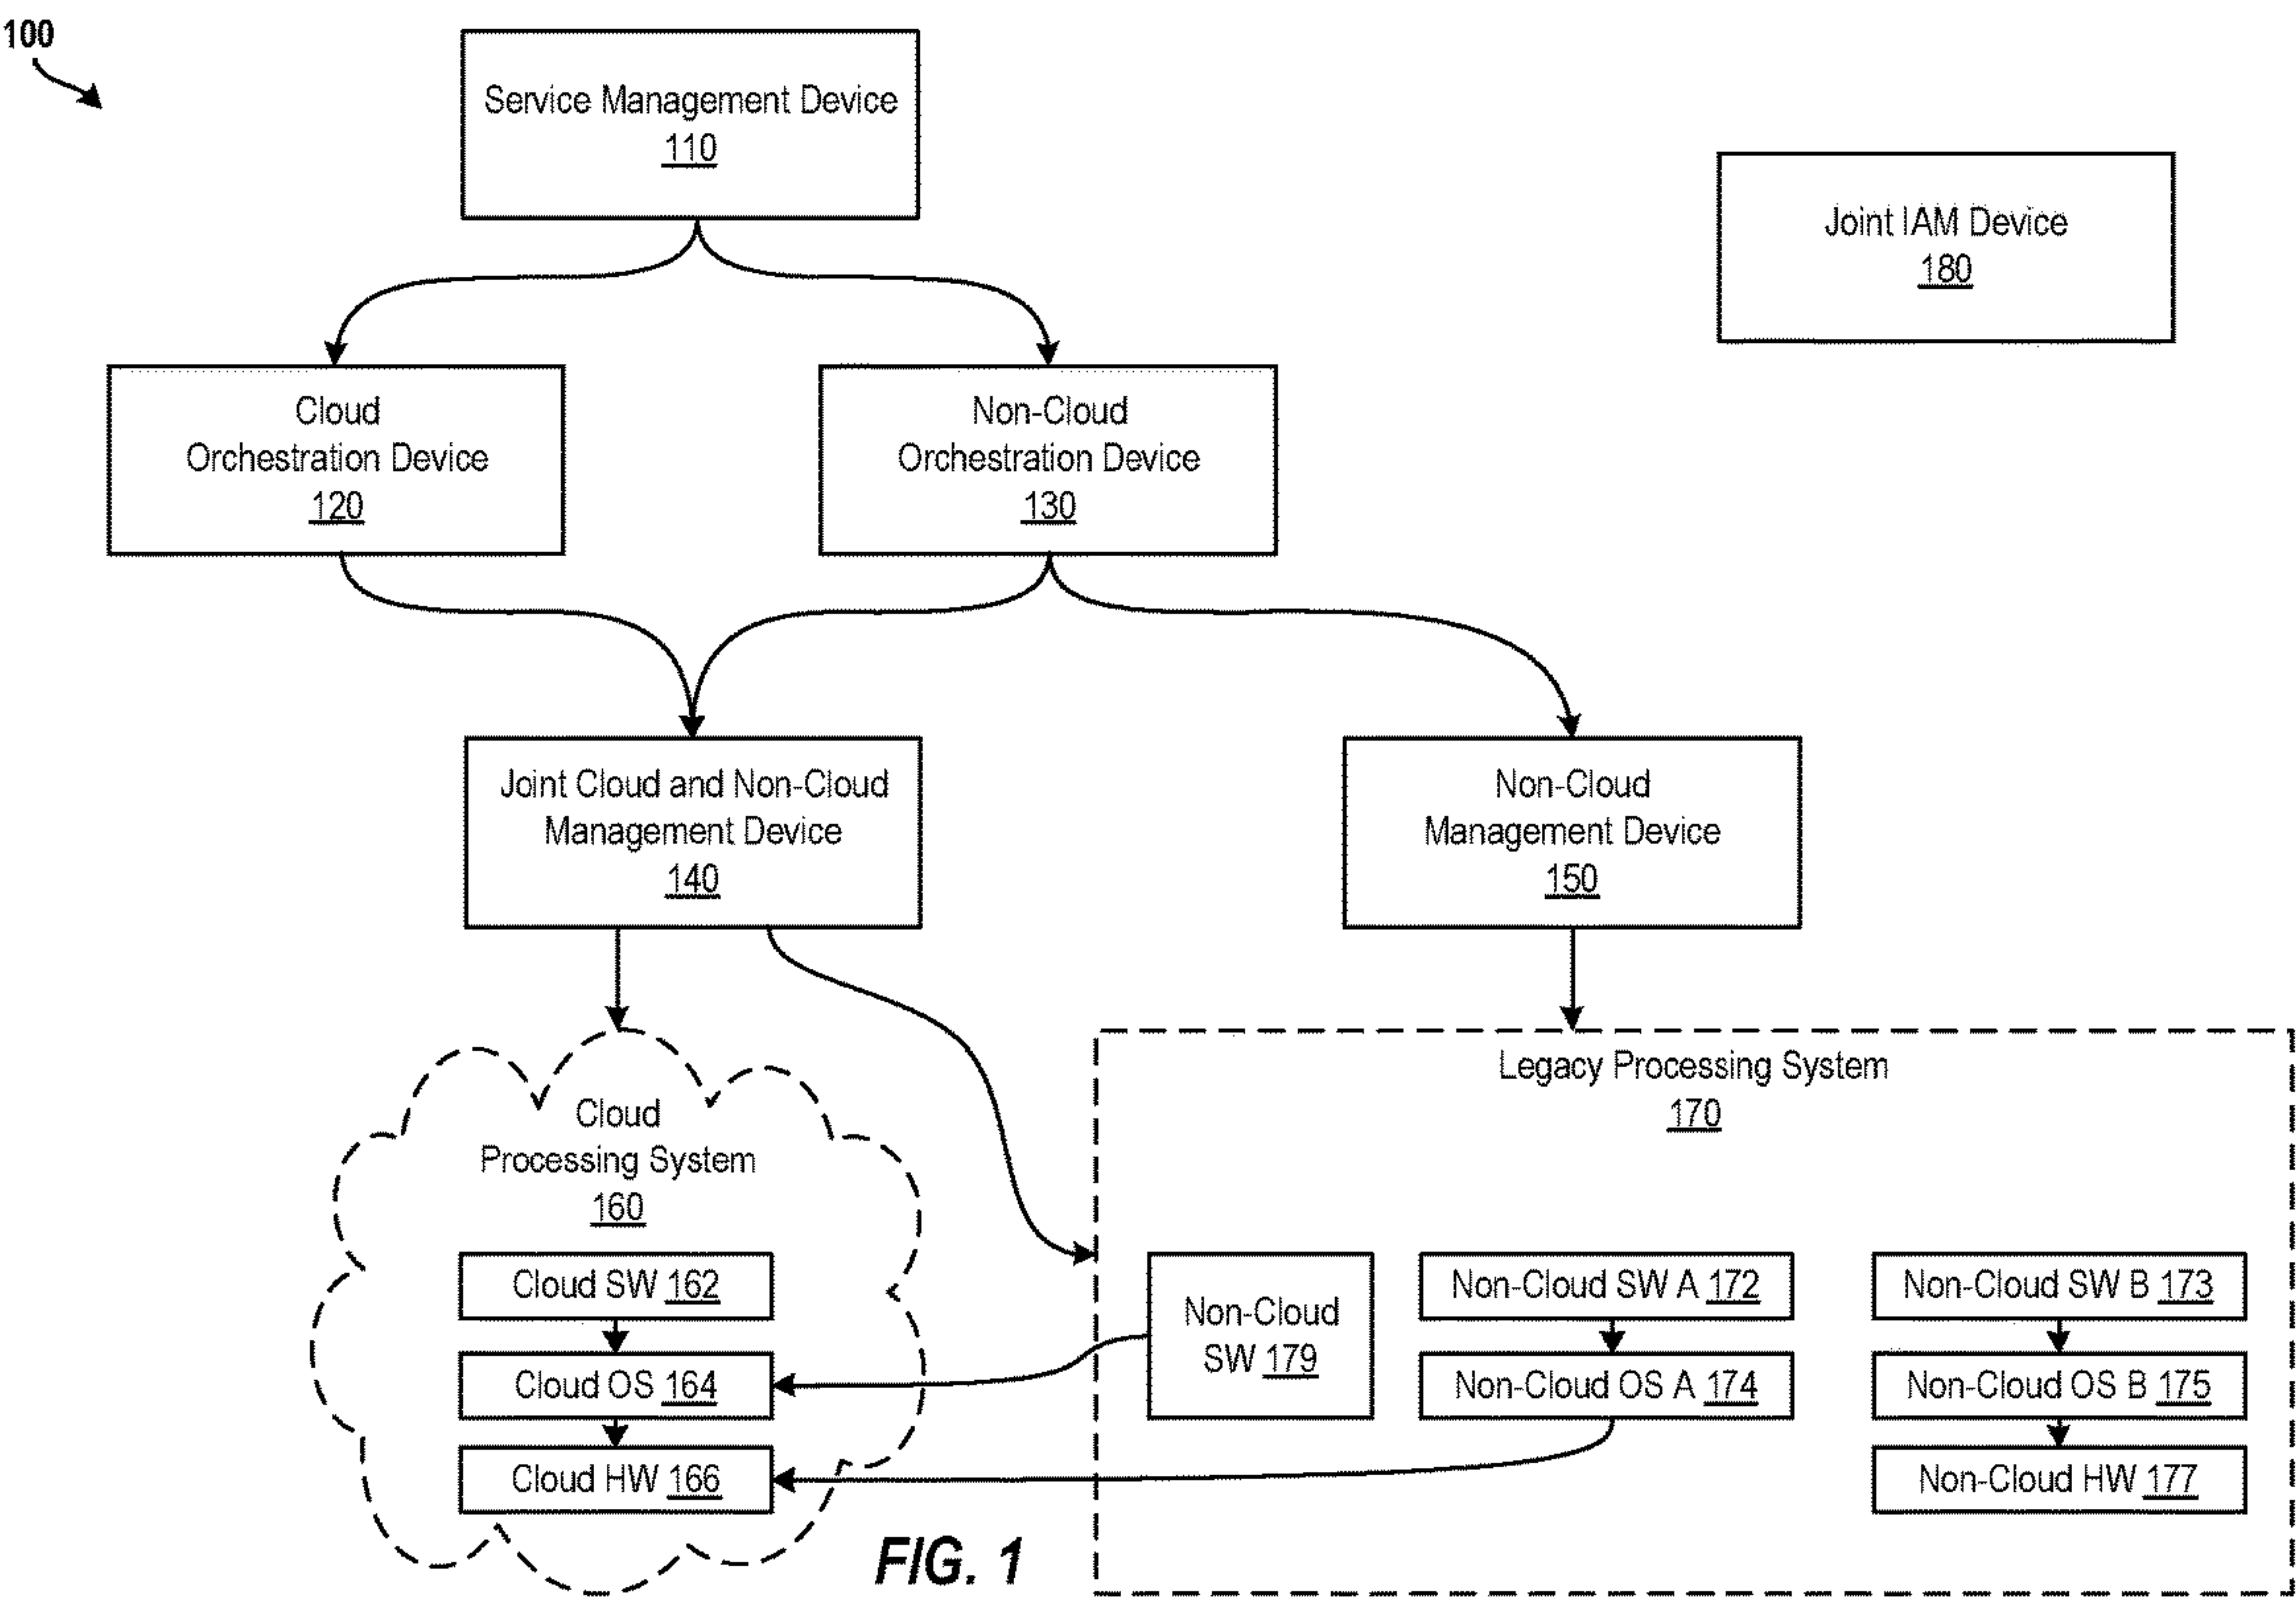 100
Service Management Device
110
Joint IAM Device
180
Cloud
Orchestration Device
120
Non-Cloud
Orchestration Device
130
Joint Cloud and Non-Cloud
Management Device
140
Non-Cloud
Management Device
150
Cloud
Processing System
160
Cloud SW 162
Cloud OS 164
Cloud HW 166
Legacy Processing System
170
Non-Cloud
SW 179
Non-Cloud SW A 172
Non-Cloud OS A 174
Non-Cloud SW B 173
Non-Cloud OS B 175
Non-Cloud HW 177
FIG. 1